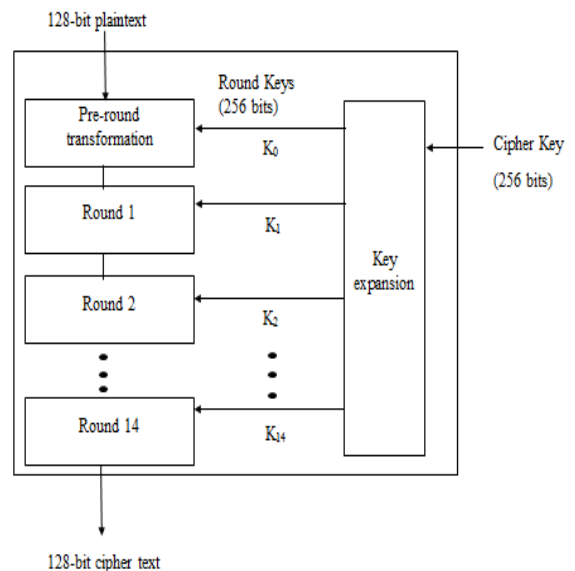 128-bit plaintext
Round Keys
(256 bits)
Pre-round
transformation
K0
Cipher Key
(256 bits)
Round 1
K1
Key
expansion
Round 2
K2
Round 14
K14
128-bit cipher text